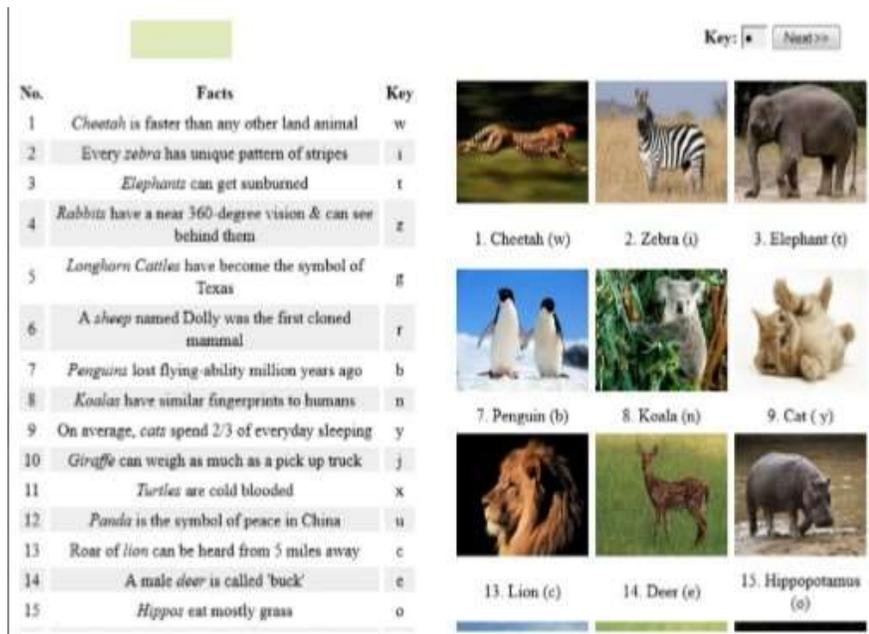 Key: • Next >>
No. Facts Key
1 Cheetah is faster than any other land animal w
2 Every zebra has unique pattern of stripes i
3 Elephants can get sunburned t
4 Rabbits have a near 360-degree vision & can see
behind them z
5 Longhorn Cattles have become the symbol of
Texas g
6 A sheep named Dolly was the first cloned
mammal r
7 Penguins lost flying-ability million years ago b
8 Koalas have similar fingerprints to humans n
9 On average, cats spend 2/3 of everyday sleeping y
10 Giraffe can weigh as much as a pick up truck j
11 Turtles are cold blooded x
12 Panda is the symbol of peace in China u
13 Roar of lion can be heard from 5 miles away c
14 A male deer is called 'buck' e
15 Hippos eat mostly grass o
1. Cheetah (w) 2. Zebra (i) 3. Elephant (t)
7. Penguin (b) 8. Koala (n) 9. Cat ( y)
13. Lion (c) 14. Deer (e) 15. Hippopotamus
(o)